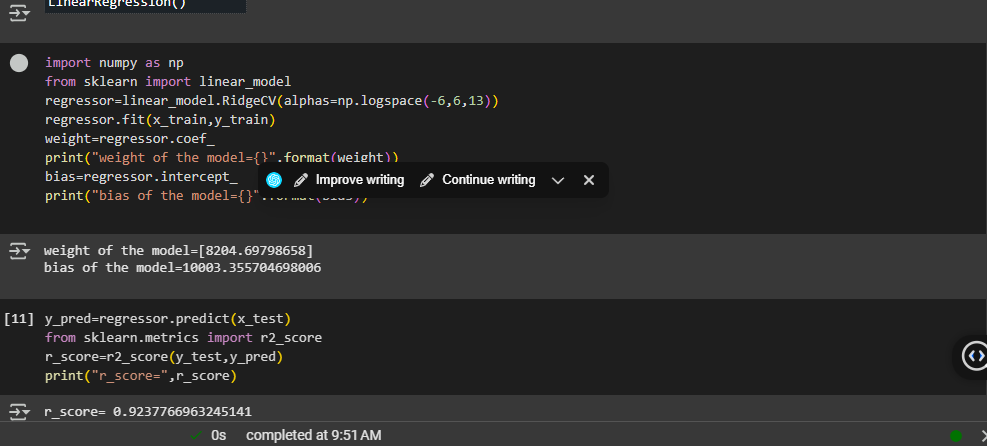 LinearRegression()
import numpy as np
from sklearn import linear_model
regressor=linear_model.RidgeCV(alphas=np.logspace(-6,6,13))
regressor.fit(x_train,y_train)
weight=regressor.coef_
print("weight of the model={}".format(weight))
bias=regressor.intercept_
Improve writing Continue writing
print("bias of the model={}".format(bias))
weight of the model=[8204.69798658]
bias of the model=10003.355704698006
[11] y_pred=regressor.predict(x_test)
from sklearn.metrics import r2_score
r_score=r2_score(y_test,y_pred)
print("r_score=",r_score)
r_score= 0.9237766963245141
0s completed at 9:51 AM